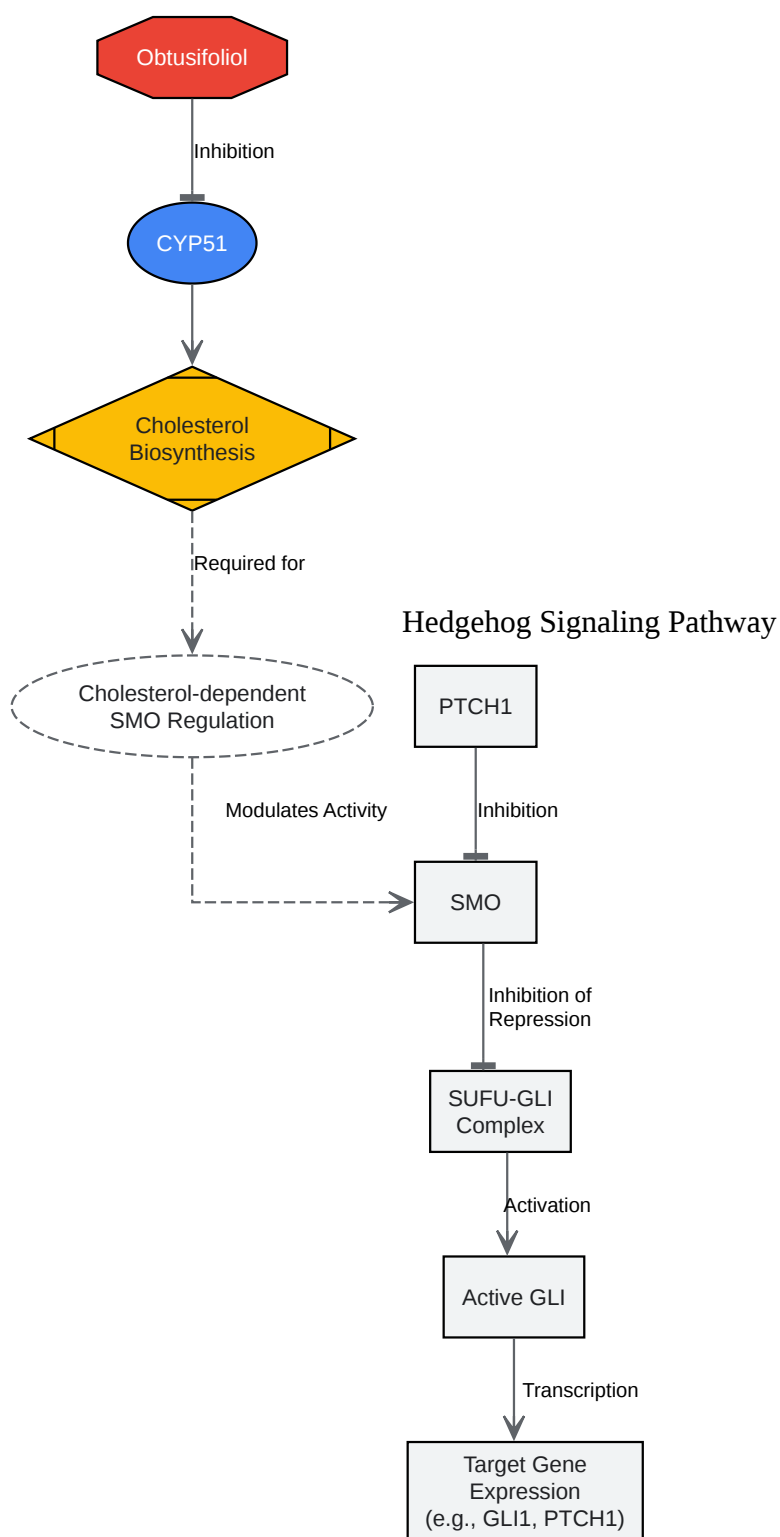 Obtusifoliol
Inhibition
CYP51
Cholesterol
Biosynthesis
Required for
Hedgehog Signaling Pathway
Cholesterol-dependent
SMO Regulation
PTCH1
Modulates Activity
Inhibition
SMO
Inhibition of
Repression
SUFU-GLI
Complex
Activation
Active GLI
Transcription
Target Gene
Expression
(e.g., GLI1, PTCH1)